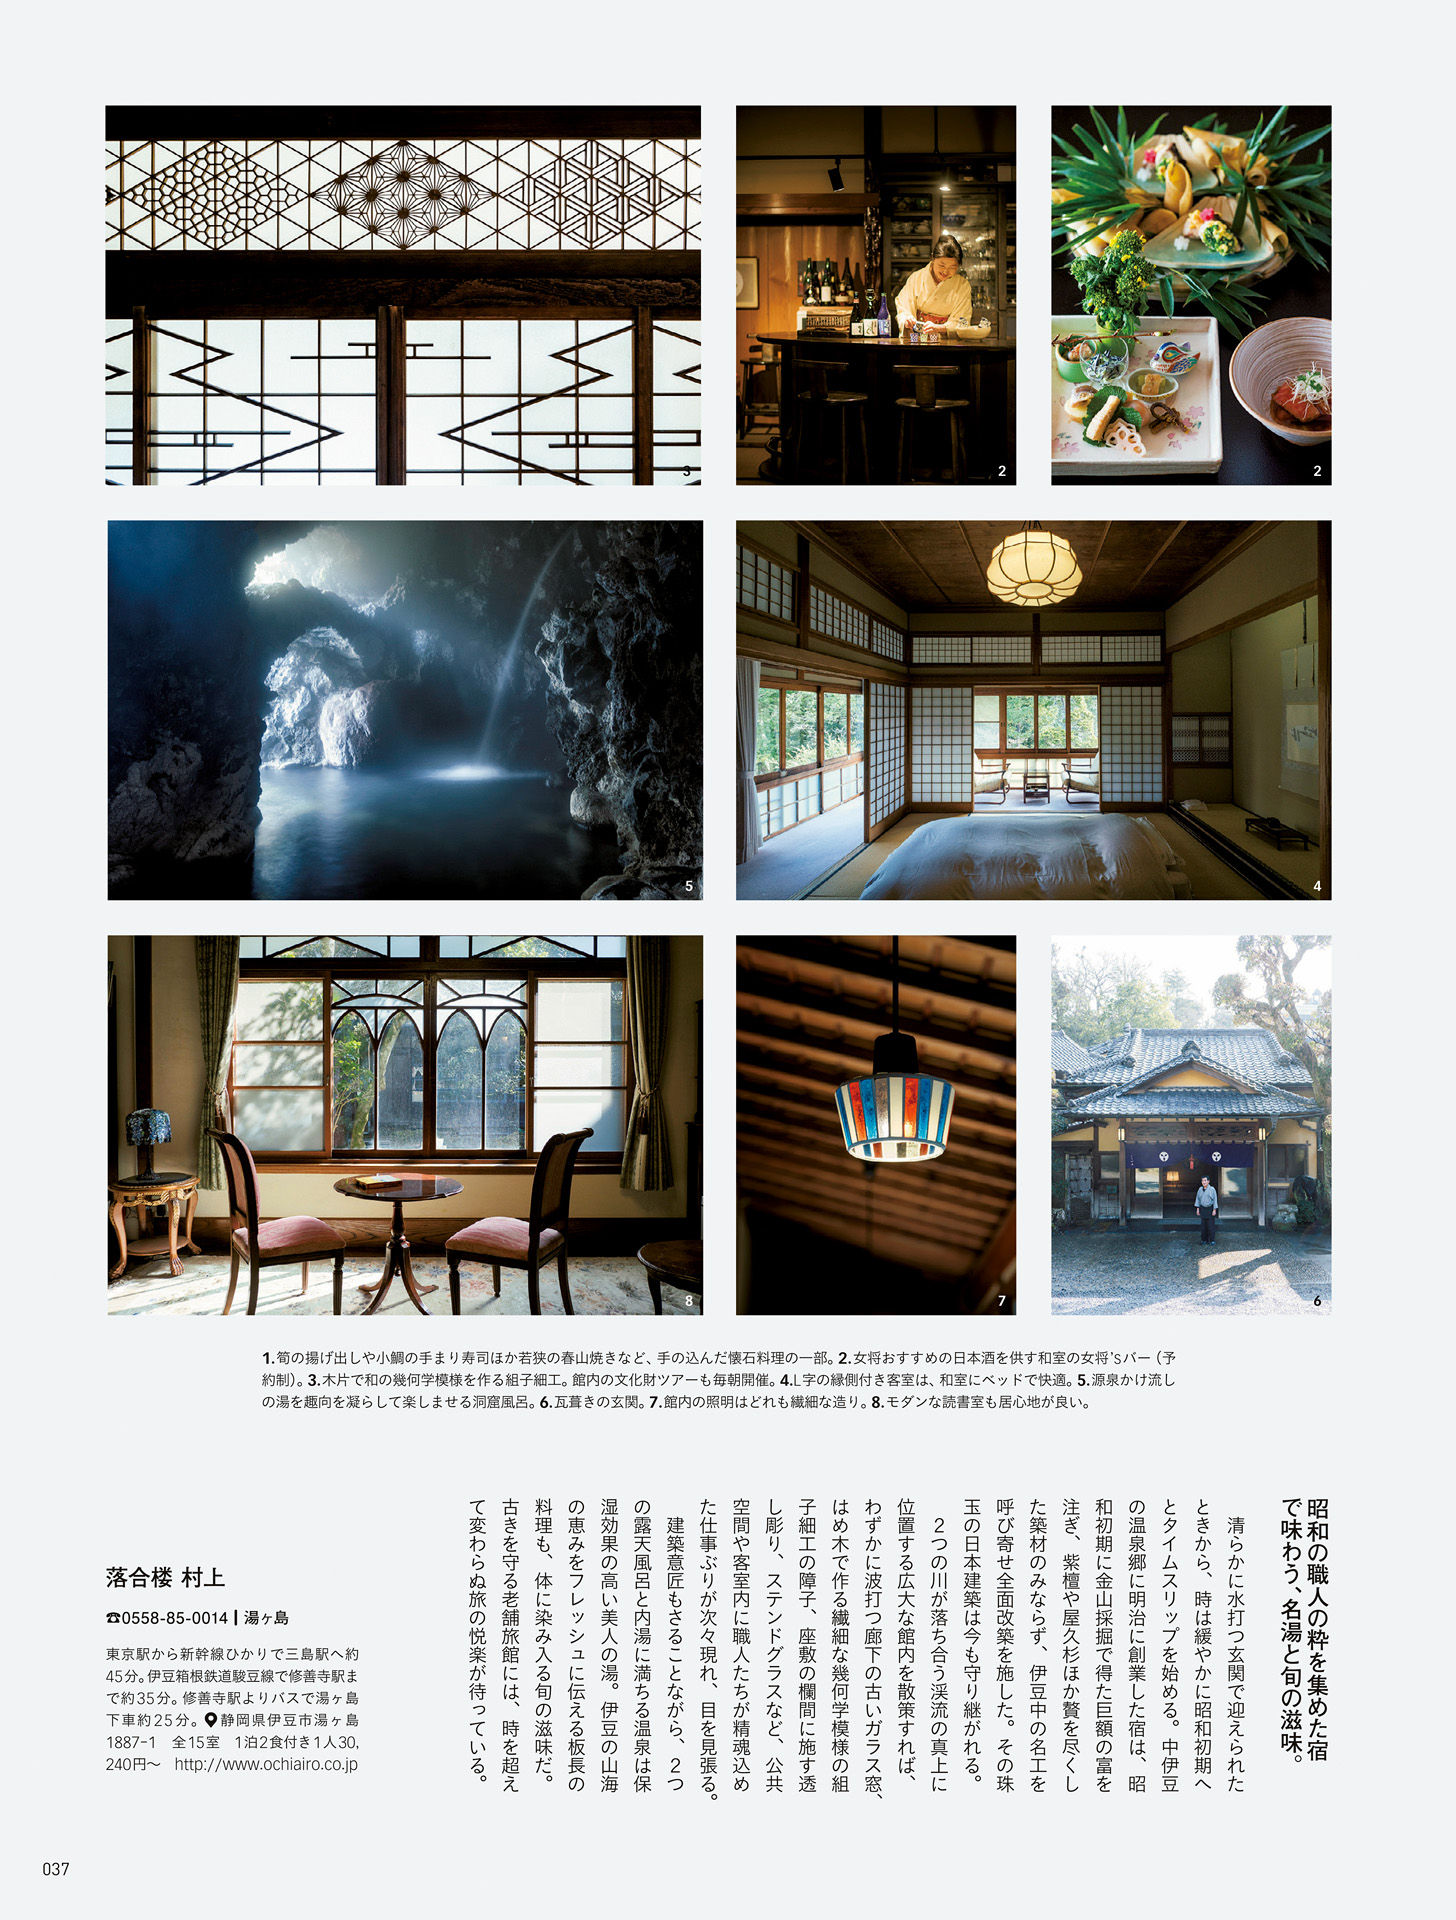 3
2
2
5
4
8
7
6
1.筍の揚げ出しや小鯛の手まり寿司ほか若狭の春山焼きなど、手の込んだ懐石料理の一部。2.女将おすすめの日本酒を供す和室の女将’Sバー(予
約制)。3.木片で和の幾何学模様を作る組子細工。館内の文化財ツアーも毎朝開催。4.L字の縁側付き客室は、和室にベッドで快適。5.源泉かけ流し
の湯を趣向を凝らして楽しませる洞窟風呂。6.瓦葺きの玄関。7.館内の照明はどれも繊細な造り。8.モダンな読書室も居心地が良い。
昭和の職人の粋を集めた宿
で味わう、名湯と旬の滋味。
清らかに水打つ玄関で迎えられた
ときから、時は緩やかに昭和初期へ
とタイムスリップを始める。中伊豆
の温泉郷に明治に創業した宿は、昭
和初期に金山採掘で得た巨額の富を
注ぎ、紫檀や屋久杉ほか贅を尽くし
た築材のみならず、伊豆中の名工を
呼び寄せ全面改築を施した。その珠
玉の日本建築は今も守り継がれる。
2つの川が落ち合う渓流の真上に
位置する広大な館内を散策すれば、
わずかに波打つ廊下の古いガラス窓、
はめ木で作る繊細な幾何学模様の組
子細工の障子、座敷の欄間に施す透
し彫り、ステンドグラスなど、公共
空間や客室内に職人たちが精魂込め
た仕事ぶりが次々現れ、目を見張る。
建築意匠もさることながら、2つ
の露天風呂と内湯に満ちる温泉は保
湿効果の高い美人の湯。伊豆の山海
の恵みをフレッシュに伝える板長の
料理も、体に染み入る旬の滋味だ。
古きを守る老舗旅館には、時を超え
て変わらぬ旅の悦楽が待っている。
落合楼 村上
☎0558-85-0014 | 湯ヶ島
東京駅から新幹線ひかりで三島駅へ約
45分。伊豆箱根鉄道駿豆線で修善寺駅ま
で約35分。修善寺駅よりバスで湯ヶ島
下車約25分。静岡県伊豆市湯ヶ島
1887-1 全15室 1泊2食付き1人30,
240円〜 http://www.ochiairo.co.jp
037